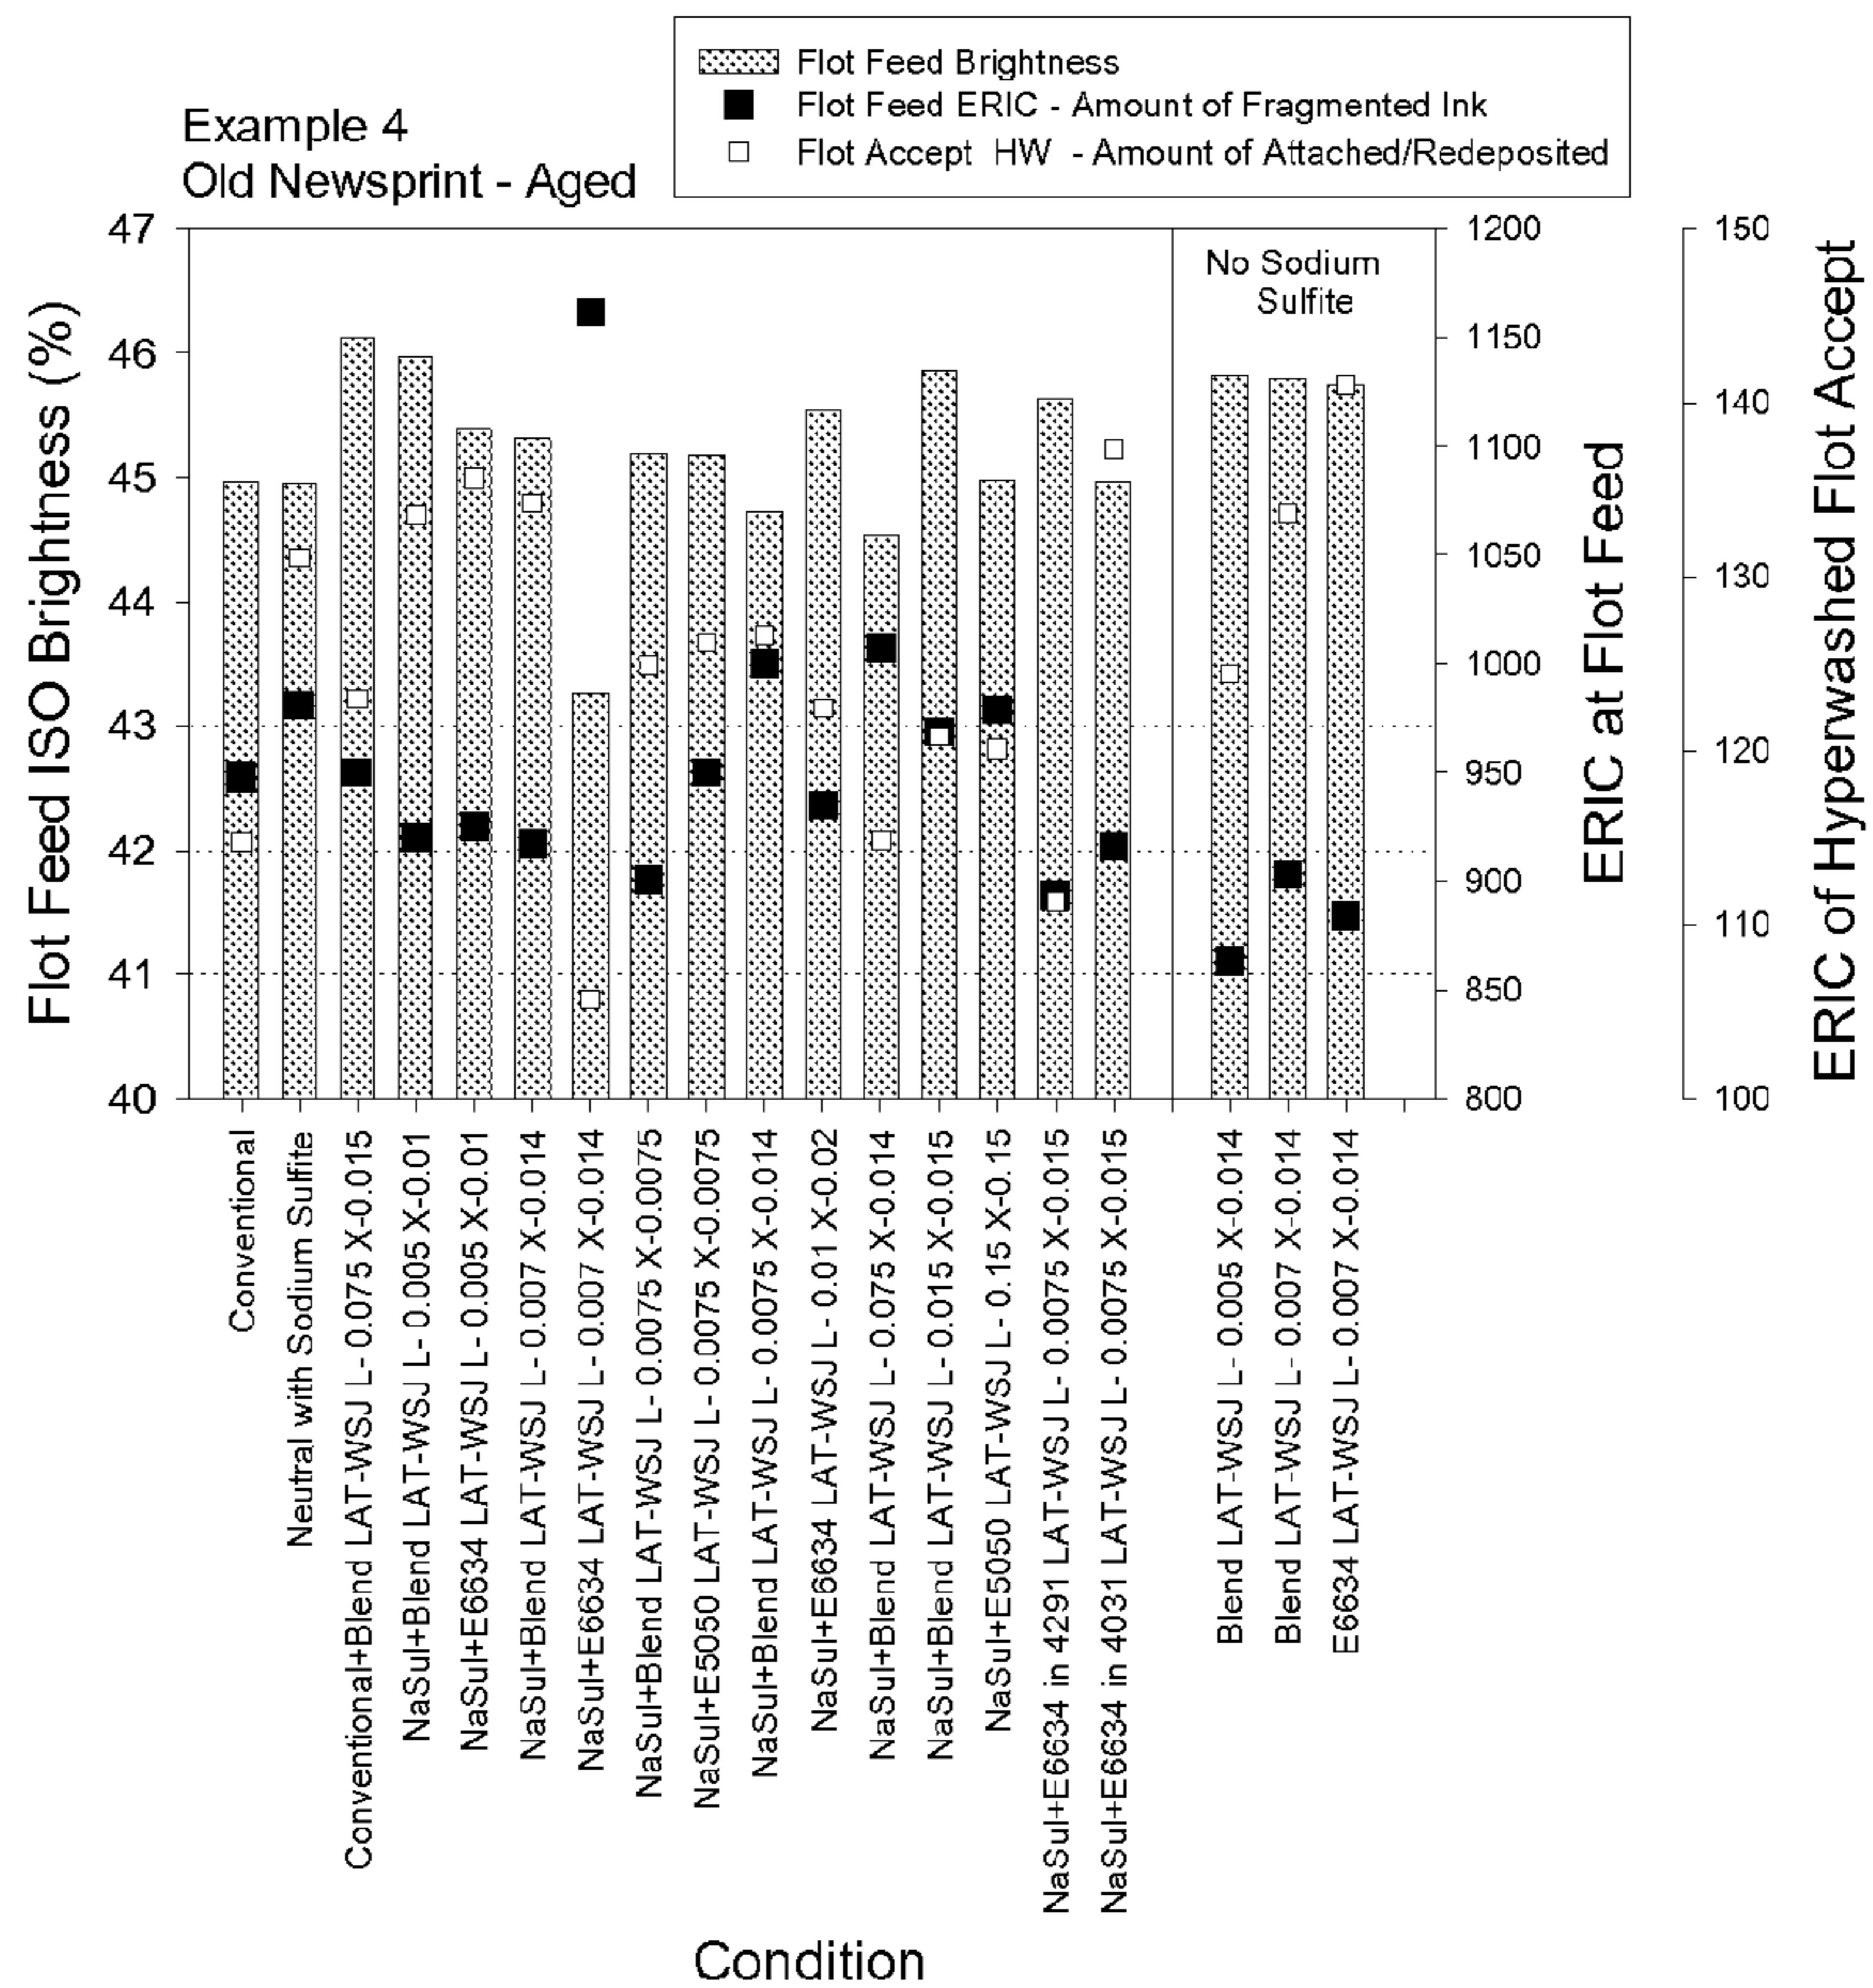 Flot Feed Brightness
Flot Feed ERIC - Amount of Fragmented Ink
Flot Accept HW - Amount of Attached/Redeposited
Example 4
Old Newsprint - Aged
No Sodium
Sulfite
Flot Feed ISO Brightness (%)
47
46
45
44
43
42
41
40
1200
1150
1100
1050
1000
950
900
850
800
ERIC at Flot Feed
150
140
130
120
110
100
ERIC of Hyperwashed Flot Accept
Conventional
Neutral with Sodium Sulfite
Conventional+Blend LAT-WSJ L- 0.075 X-0.015
NaSul+Blend LAT-WSJ L- 0.005 X-0.01
NaSul+E6634 LAT-WSJ L- 0.005 X-0.01
NaSul+Blend LAT-WSJ L- 0.007 X-0.014
NaSul+E6634 LAT-WSJ L- 0.007 X-0.014
NaSul+Blend LAT-WSJ L- 0.0075 X-0.0075
NaSul+E5050 LAT-WSJ L- 0.0075 X-0.0075
NaSul+Blend LAT-WSJ L- 0.0075 X-0.014
NaSul+E6634 LAT-WSJ L- 0.01 X-0.02
NaSul+Blend LAT-WSJ L- 0.075 X-0.014
NaSul+Blend LAT-WSJ L- 0.015 X-0.015
NaSul+E5050 LAT-WSJ L- 0.15 X-0.15
NaSul+E6634 in 4291 LAT-WSJ L- 0.0075 X-0.015
NaSul+E6634 in 4031 LAT-WSJ L- 0.0075 X-0.015
Blend LAT-WSJ L- 0.005 X-0.014
Blend LAT-WSJ L- 0.007 X-0.014
E6634 LAT-WSJ L- 0.007 X-0.014
Condition